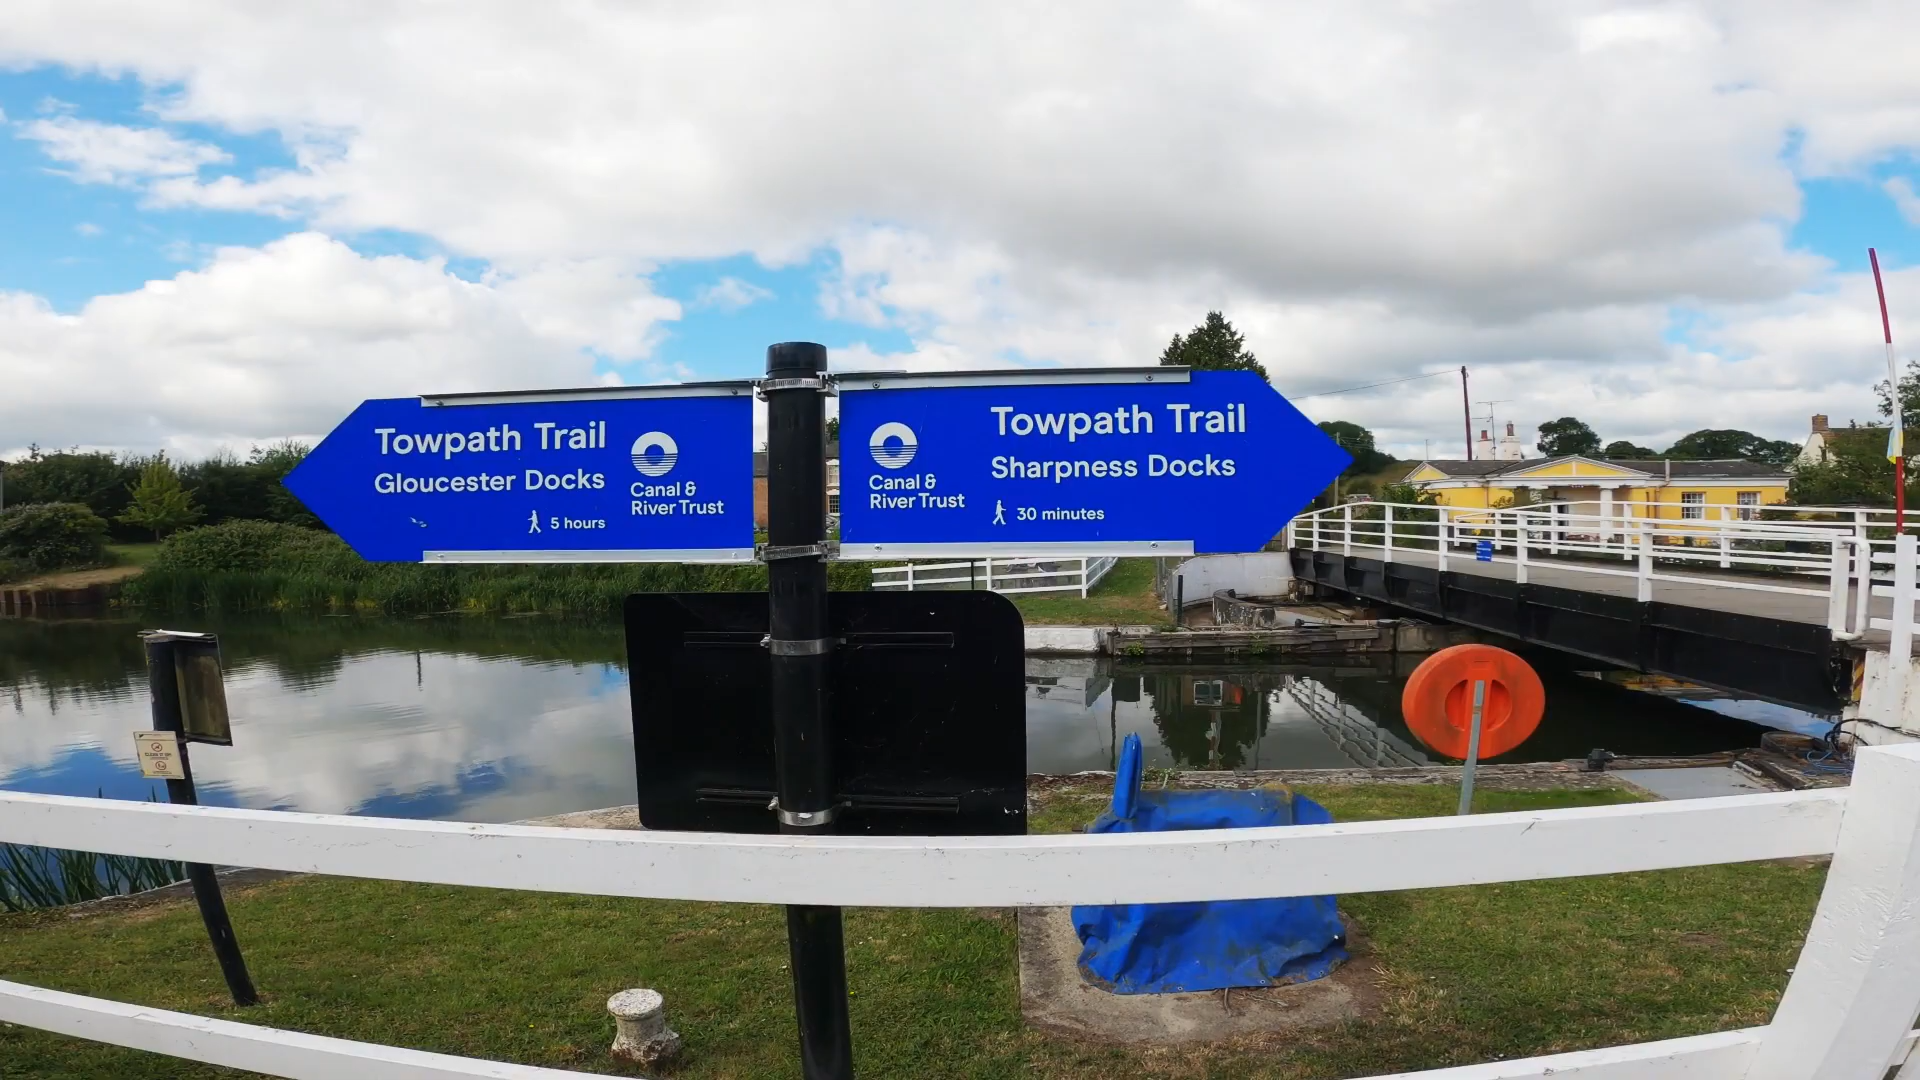 Towpath Trail
Gloucester Docks
5 hours
Canal &
River Trust
Towpath Trail
Sharpness Docks
30 minutes
Canal &
River Trust